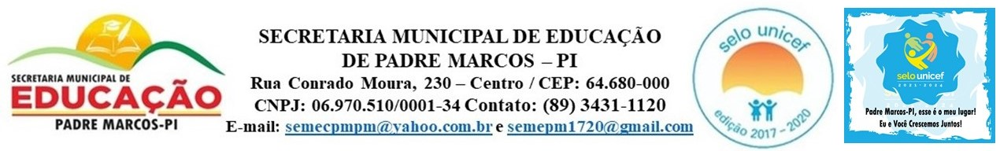 SECRETARIA MUNICIPAL DE
EDUCAÇÃO
PADRE MARCOS-PI
SECRETARIA MUNICIPAL DE EDUCAÇÃO
DE PADRE MARCOS – PI
Rua Conrado Moura, 230 – Centro / CEP: 64.680-000
CNPJ: 06.970.510/0001-34 Contato: (89) 3431-1120
E-mail: semecpmpm@yahoo.com.br e semepm1720@gmail.com
selo unicef
edição 2017 - 2020
selo unicef
2021-2024
Padre Marcos-PI, esse é o meu lugar!
Eu e Você Crescemos Juntos!